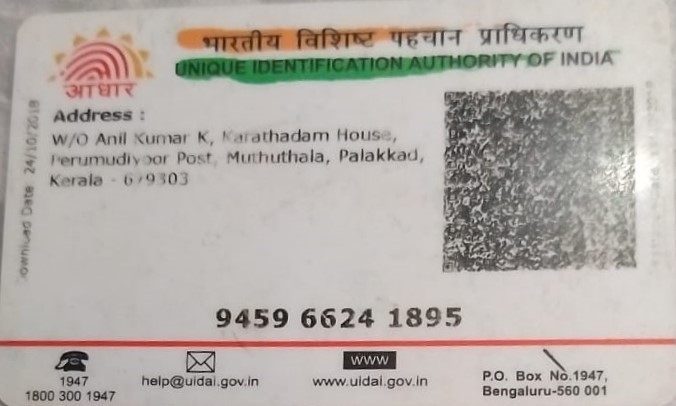 भारतीय विशिष्ट पहचान प्राधिकरण
UNIQUE IDENTIFICATION AUTHORITY OF INDIA
आधार
Address :
W/O Anil Kumar K, Karathadam House,
Perumudiyoor Post, Muthuthala, Palakkad,
Kerala - 679303
Download Date 24/10/2018
9459 6624 1895
1947
1800 300 1947
help@uidai.gov.in
WWW
www.uidai.gov.in
P.O. Box No.1947,
Bengaluru-560 001